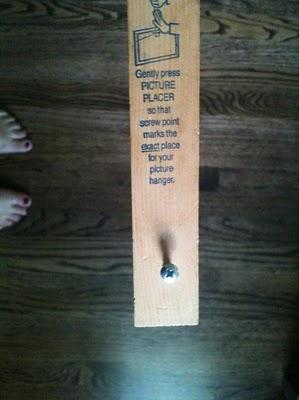 Gently press
PICTURE
PLACER
so that
screw point
marks the
exact place
for your
picture
hanger.